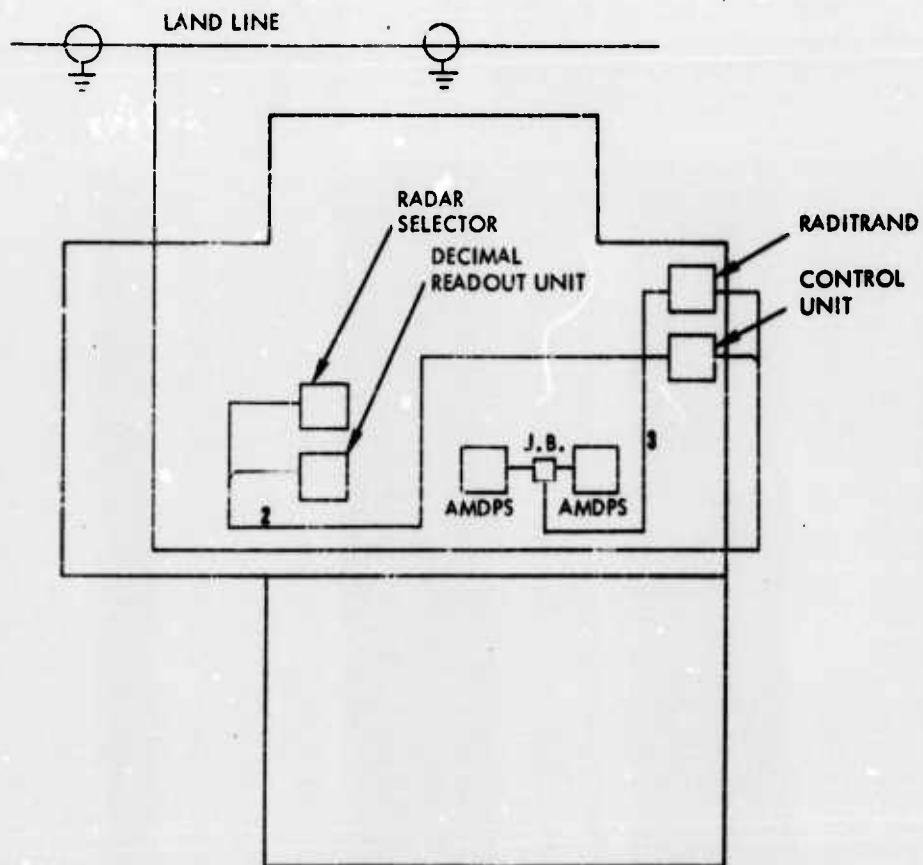 LAND LINE
RADAR
SELECTOR
DECIMAL
READOUT UNIT
RADITRAND
CONTROL
UNIT
J.B.
3
AMDPS
AMDPS
2